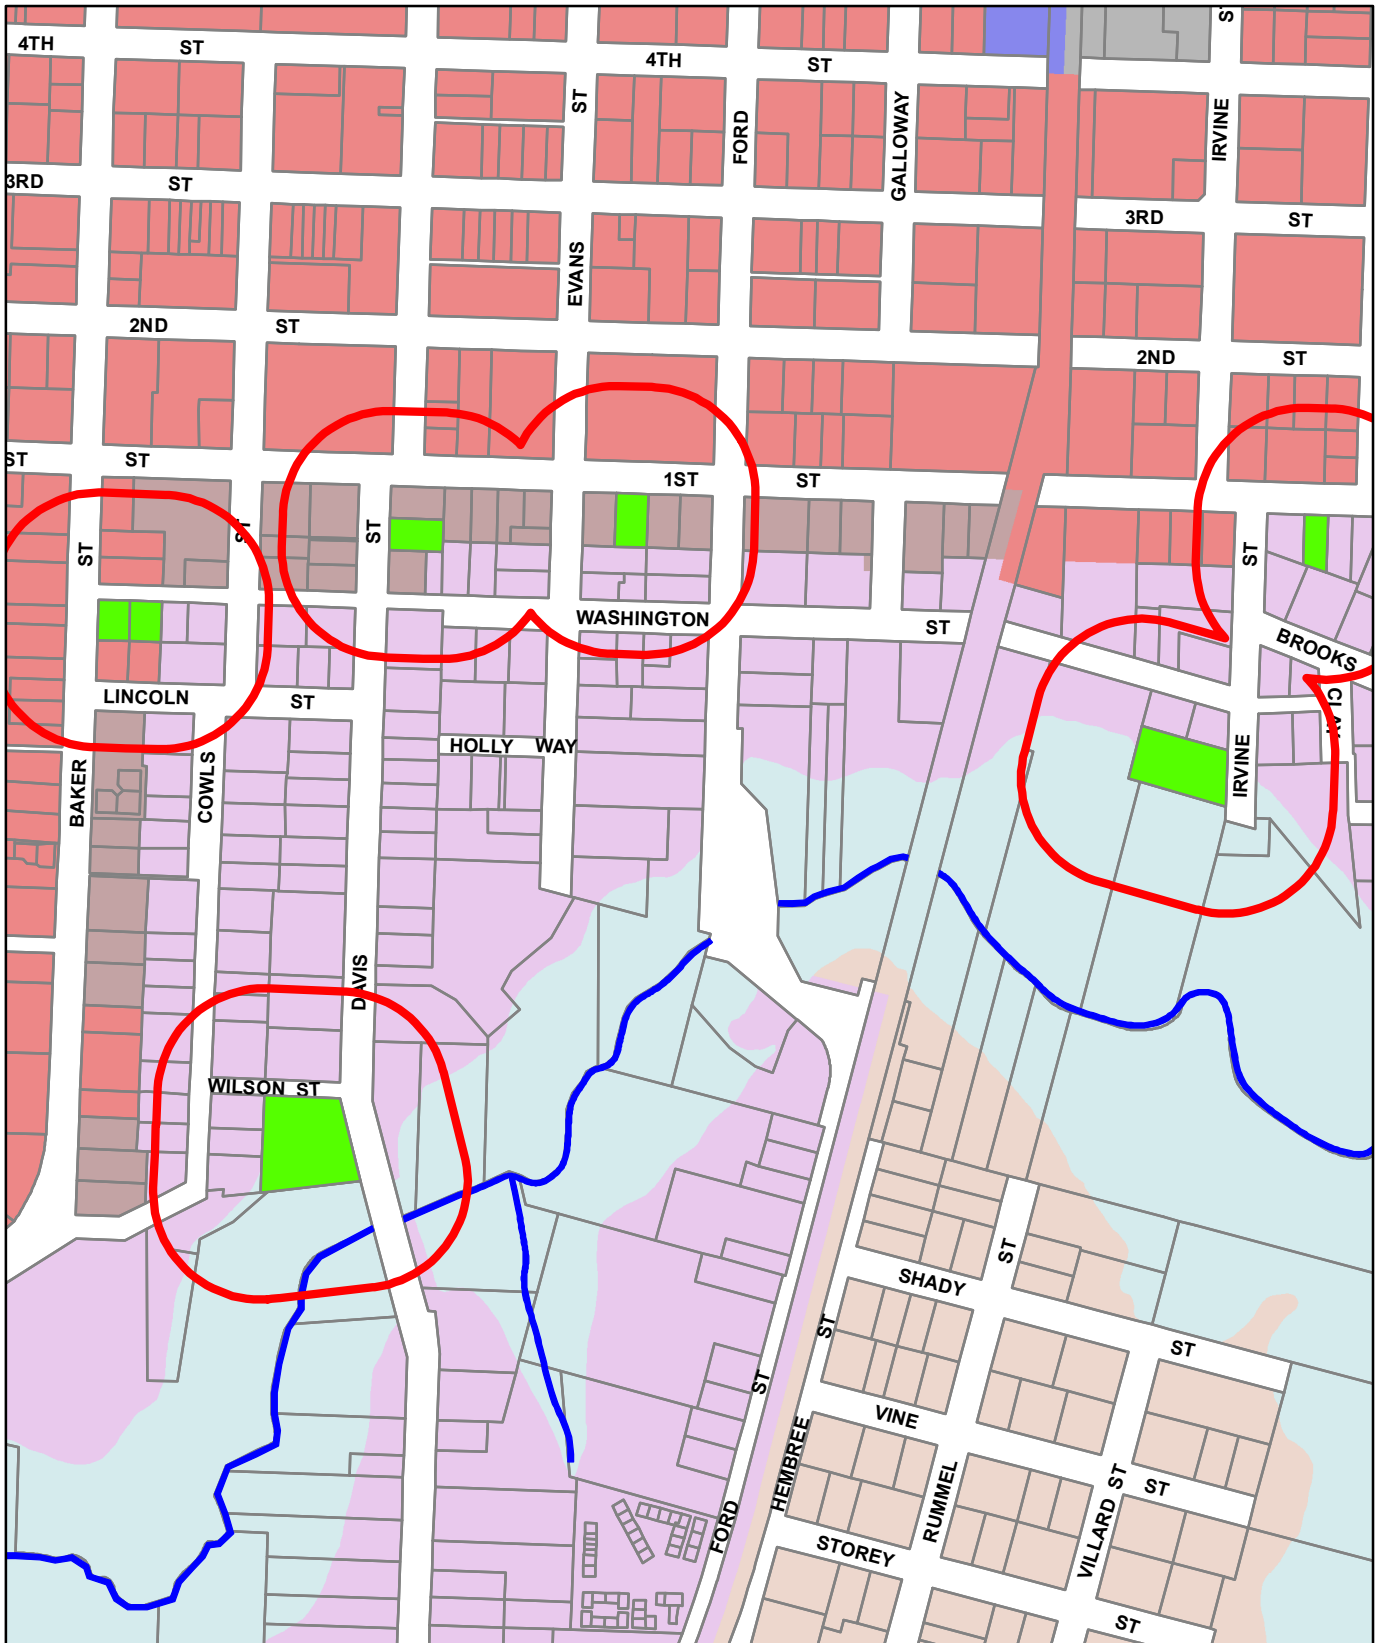 ST
4TH
ST
4TH
ST
ST
FORD
GALLOWAY
IRVINE
3RD
ST
3RD
ST
EVANS
2ND
ST
2ND
ST
ST
ST
1ST
ST
ST
ST
ST
ST
WASHINGTON
ST
BROOKS
LINCOLN
ST
CLAY
HOLLY WAY
BAKER
COWLS
IRVINE
DAVIS
WILSON ST
ST
SHADY
ST
ST
ST
VINE
HEMBREE
RUMMEL
ST
ST
VILLARD
FORD
STOREY
ST